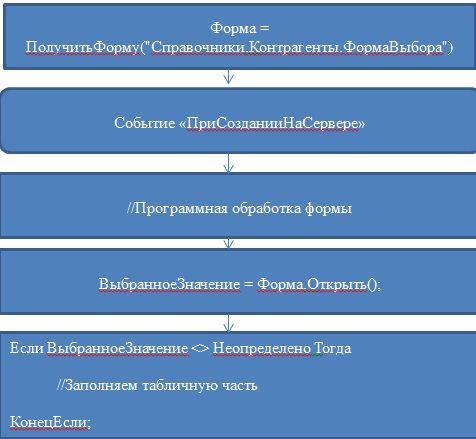 Форма =
ПолучитьФорму("Справочники.Контрагенты.ФормаВыбора")
Событие «ПриСозданииНаСервере»
//Программная обработка формы
ВыбранноеЗначение = Форма.Открыть();
Если ВыбранноеЗначение <> Неопределено Тогда
//Заполняем табличную часть
КонецЕсли;